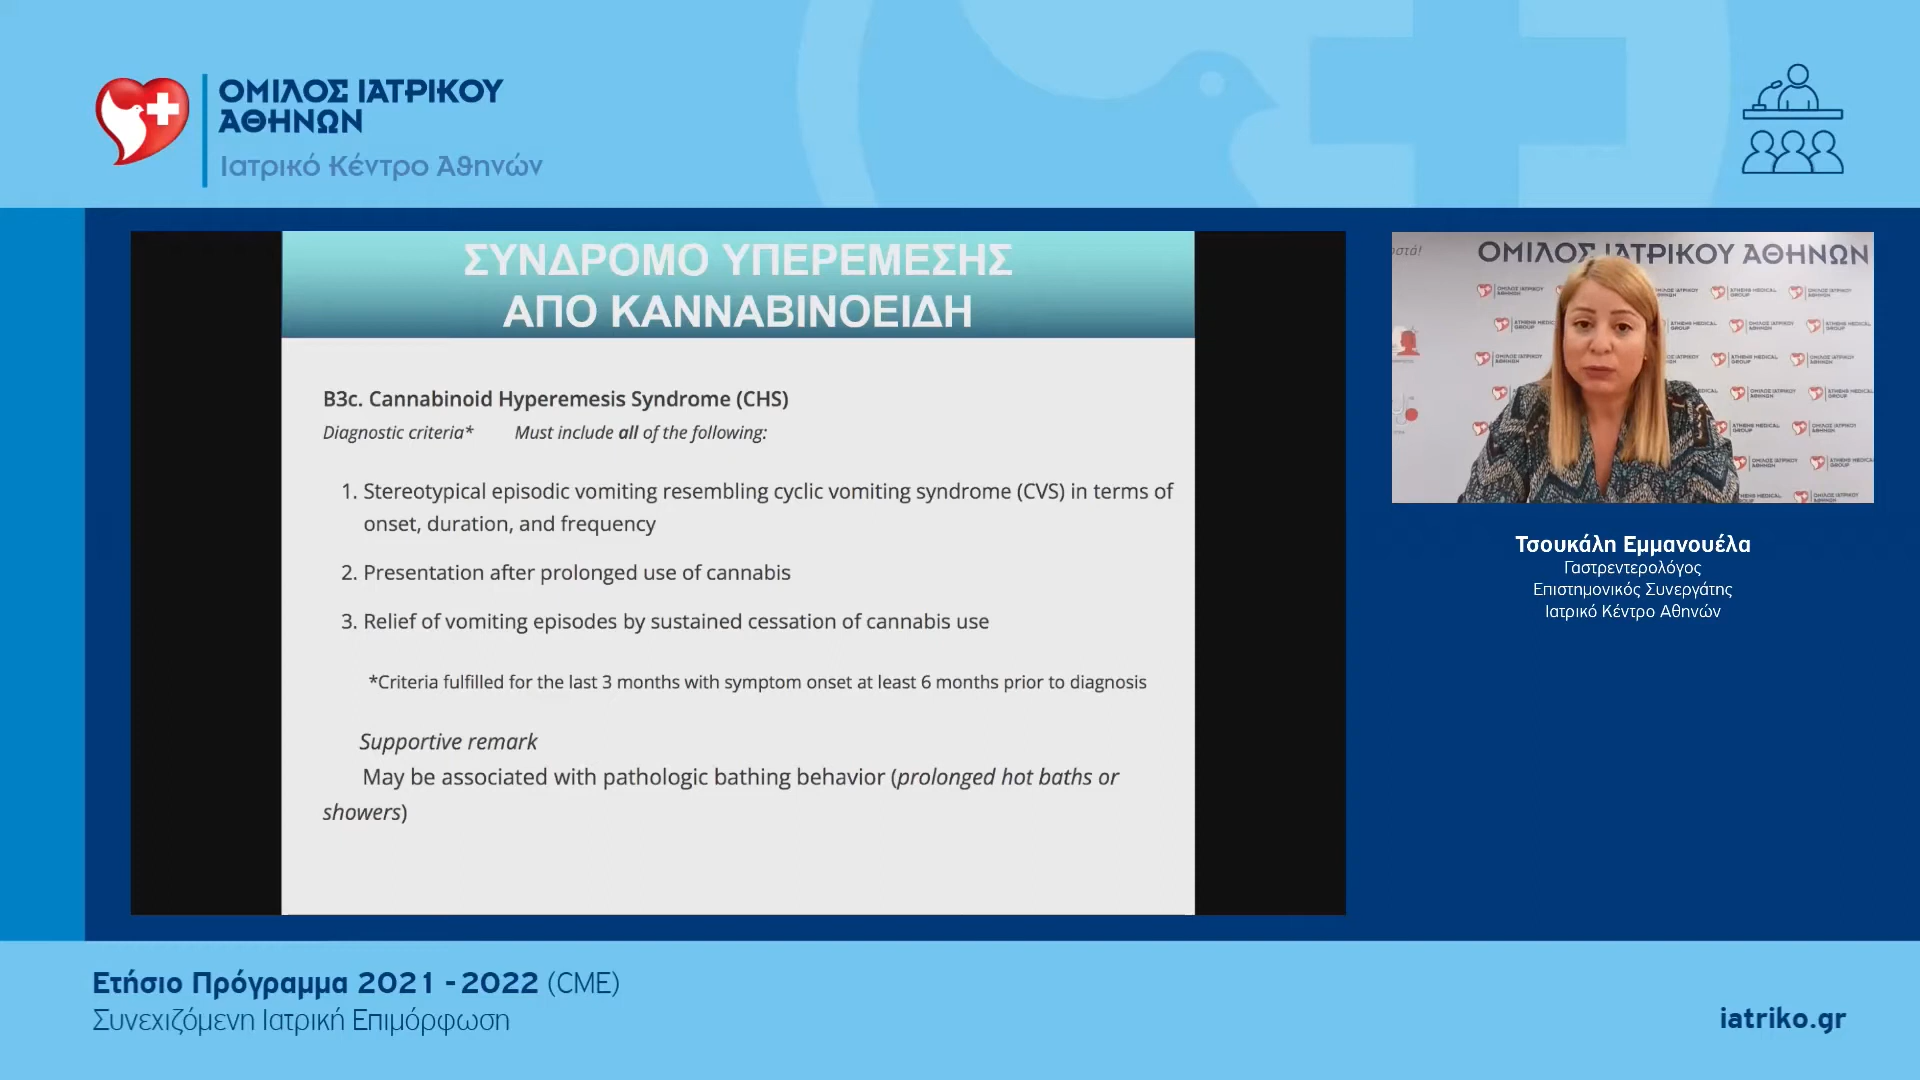 ΟΜΙΛΟΣ ΙΑΤΡΙΚΟΥ
ΑΘΗΝΩΝ
Ιατρικό Κέντρο Αθηνών
ΣΥΝΔΡΟΜΟ ΥΠΕΡΕΜΕΣΗΣ
ΑΠΟ ΚΑΝΝΑΒΙΝΟΕΙΔΗ
B3c. Cannabinoid Hyperemesis Syndrome (CHS)
Diagnostic criteria* Must include all of the following:
1. Stereotypical episodic vomiting resembling cyclic vomiting syndrome (CVS) in terms of
onset, duration, and frequency
2. Presentation after prolonged use of cannabis
3. Relief of vomiting episodes by sustained cessation of cannabis use
*Criteria fulfilled for the last 3 months with symptom onset at least 6 months prior to diagnosis
Supportive remark
May be associated with pathologic bathing behavior (prolonged hot baths or
showers)
ΟΜΙΛΟΣ ΙΑΤΡΙΚΟΥ ΑΘΗΝΩΝ
Τσουκάλη Εμμανουέλα
Γαστρεντερολόγος
Επιστημονικός Συνεργάτης
Ιατρικό Κέντρο Αθηνών
Ετήσιο Πρόγραμμα 2021 - 2022 (CME)
Συνεχιζόμενη Ιατρική Επιμόρφωση
iatriko.gr